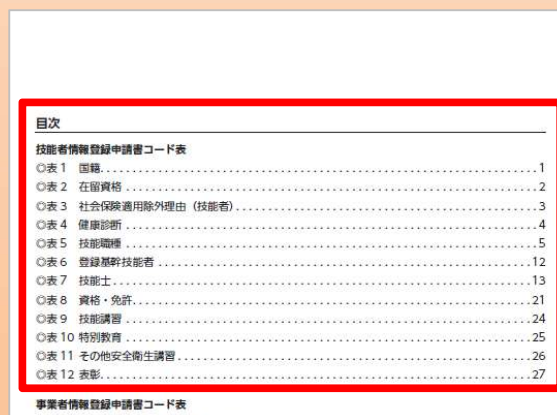 目次
技能者情報登録申請書コード表
◎表1 国籍 1
◎表2 在留資格 2
◎表3 社会保険適用除外理由（技能者） 3
◎表4 健康診断 4
◎表5 技能職種 5
◎表6 登録基幹技能者 12
◎表7 技能士 13
◎表8 資格・免許 21
◎表9 技能講習 24
◎表10 特別教育 25
◎表11 その他安全衛生講習 26
◎表12 表彰 27
事業者情報登録申請書コード表